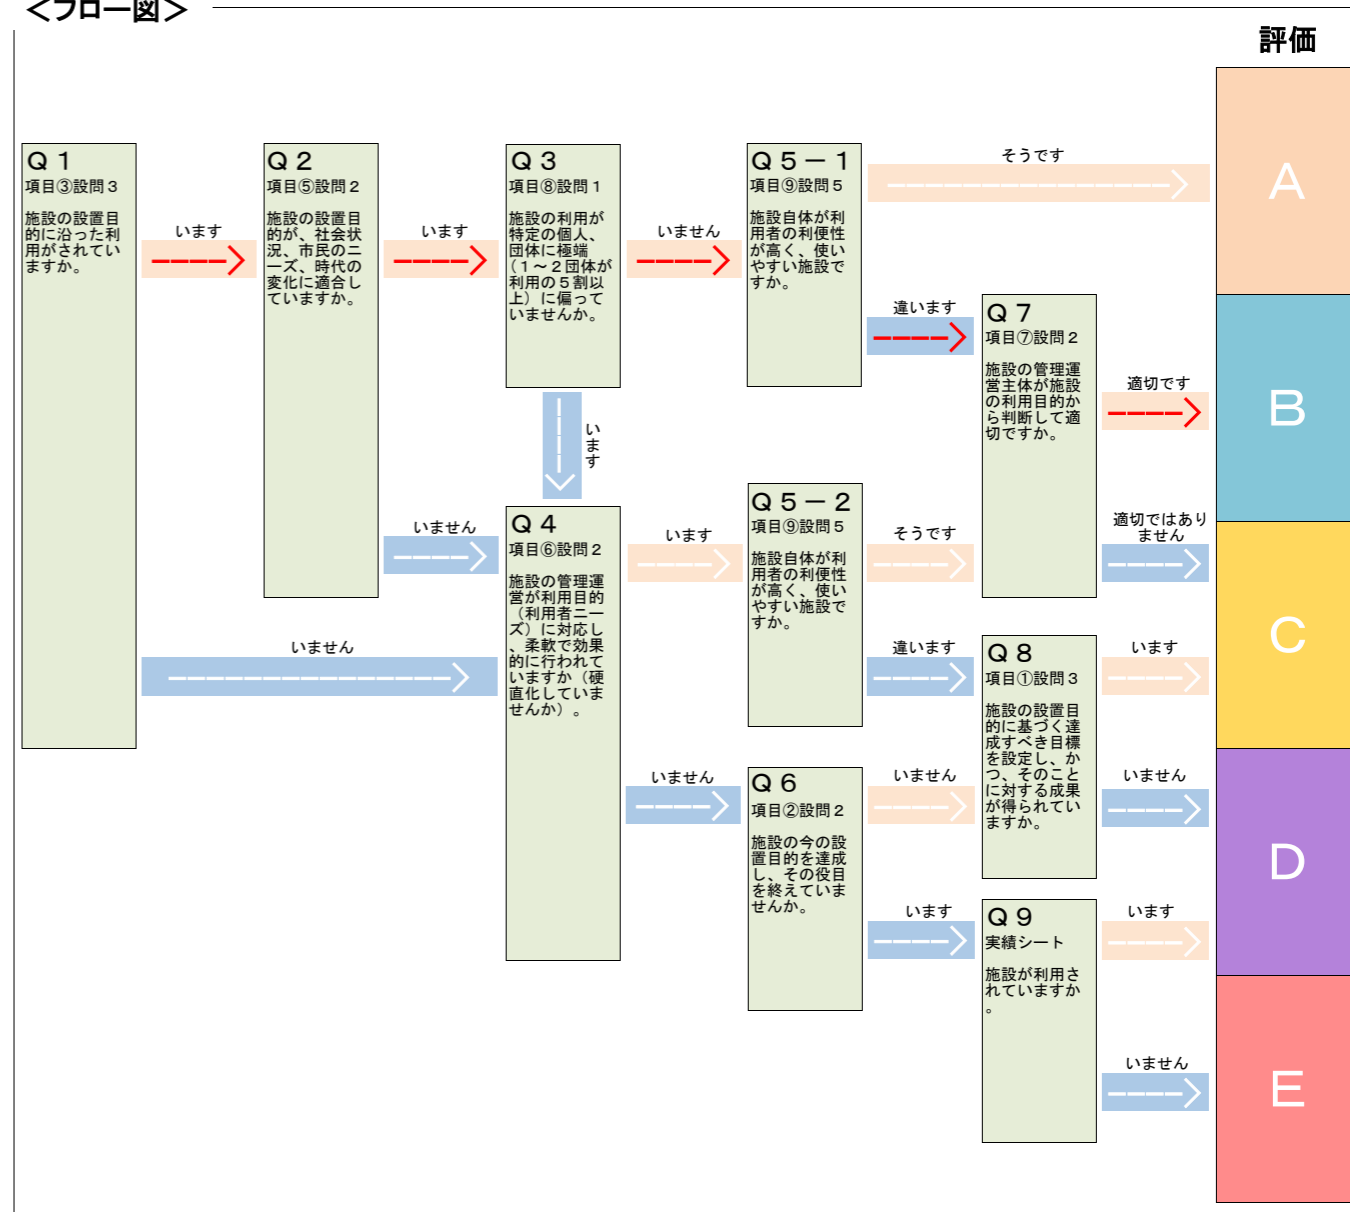 ＜フロー図＞
評価
Ｑ１
項目③設問３
施設の設置目
的に沿った利
用がされてい
ますか。
います
Ｑ２
項目⑤設問２
施設の設置目
的が、社会状
況、市民のニ
ーズ、時代の
変化に適合し
ていますか。
います
Ｑ３
項目⑧設問１
施設の利用が
特定の個人、
団体に極端
（１～２団体が
利用の５割以
上）に偏って
いませんか。
いません
Ｑ５－１
項目⑨設問５
施設自体が利
用者の利便性
が高く、使い
やすい施設で
すか。
そうです
A
違います
Ｑ７
項目⑦設問２
施設の管理運
営主体が施設
の利用目的か
ら判断して適
切ですか。
適切です
B
います
いません
Ｑ４
項目⑥設問２
施設の管理運
営が利用目的
（利用者ニー
ズ）に対応し
、柔軟で効果
的に行われて
いますか（硬
直化していま
せんか）。
います
Ｑ５－２
項目⑨設問５
施設自体が利
用者の利便性
が高く、使い
やすい施設で
すか。
そうです
適切ではあり
ません
C
いません
違います
Ｑ８
項目①設問３
施設の設置目
的に基づく達
成すべき目標
を設定し、か
つ、そのこと
に対する成果
が得られてい
ますか。
います
いません
Ｑ６
項目②設問２
施設の今の設
置目的を達成
し、その役目
を終えていま
せんか。
いません
いません
D
います
Ｑ９
実績シート
施設が利用さ
れていますか
。
います
いません
E